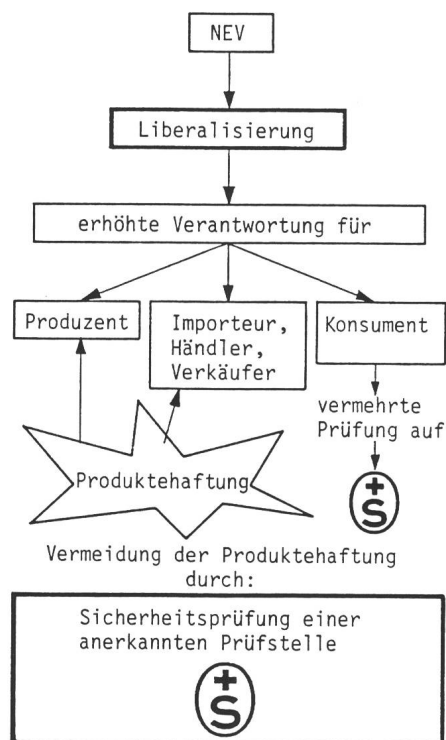 NEV
Liberalisierung
erhöhte Verantwortung für
Produzent
Importeur,
Händler,
Verkäufer
Konsument
vermehrte
Prüfung auf
+
S
Produktehaftung
Vermeidung der Produktehaftung
durch:
Sicherheitsprüfung einer
anerkannten Prüfstelle
+
S